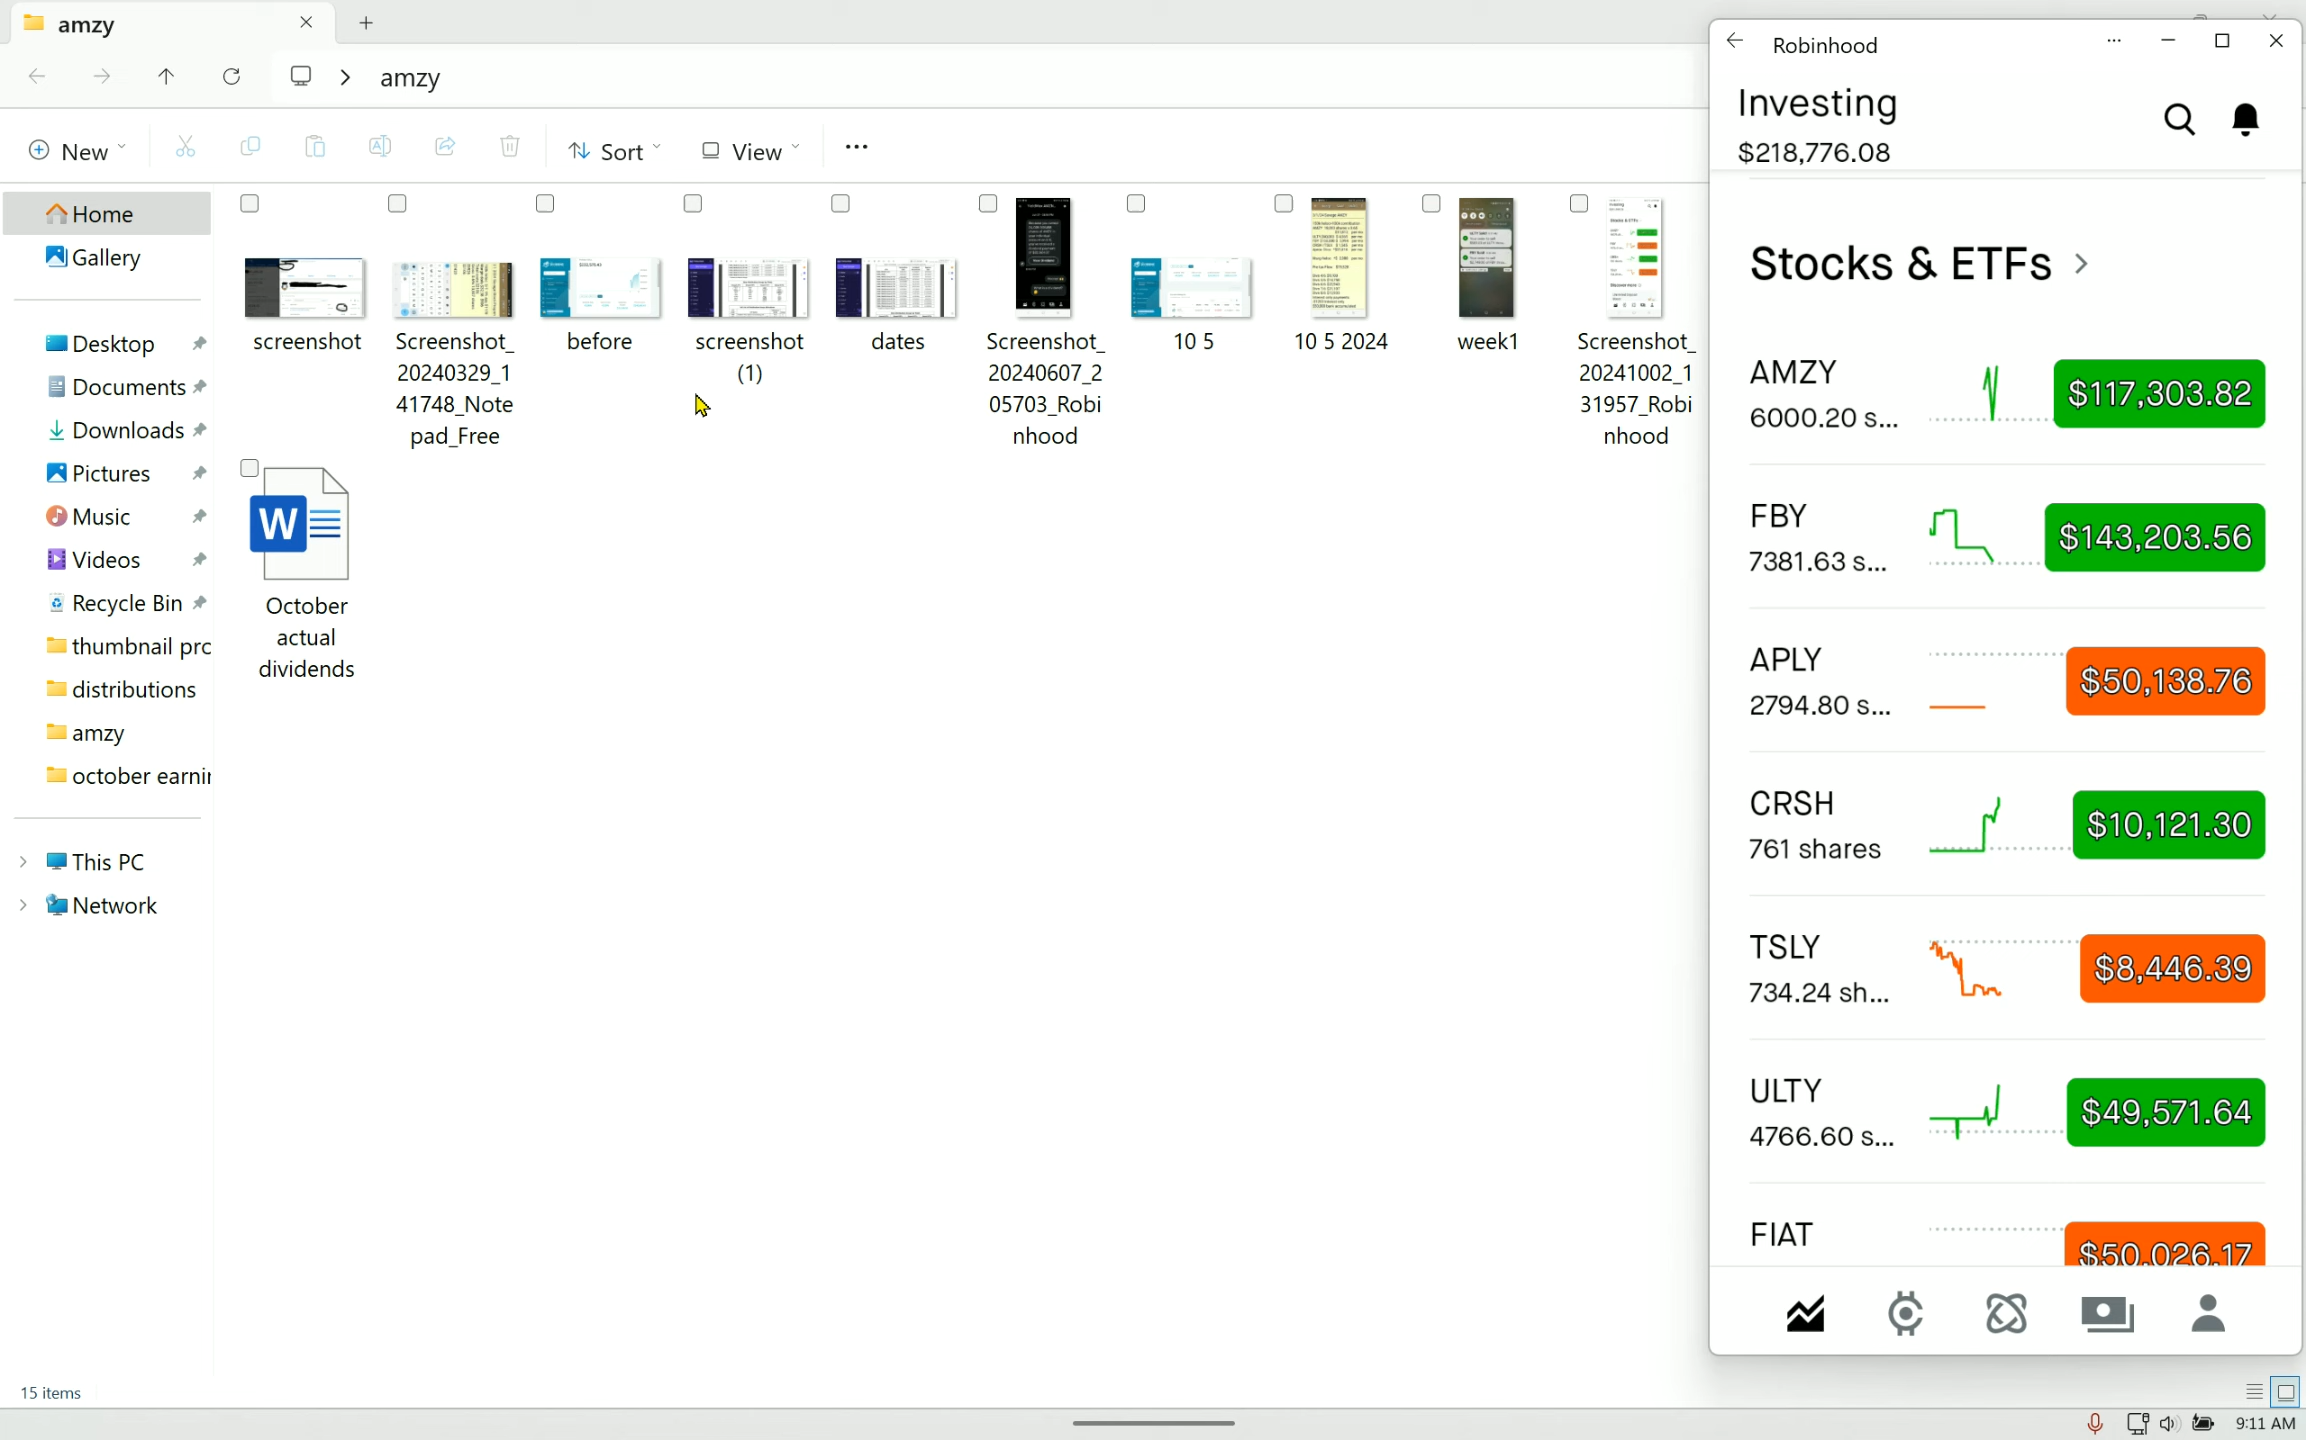 amzy
amzy
New
Sort
View
Home
Gallery
Desktop
Documents
Downloads
Pictures
Music
Videos
Recycle Bin
thumbnail prc
distributions
amzy
october earnir
This PC
Network
screenshot
Screenshot_
20240329_1
41748_Note
pad_Free
before
screenshot
(1)
dates
Screenshot_
20240607_2
05703_Robi
nhood
10 5
10 5 2024
week1
Screenshot_
20241002_1
31957_Robi
nhood
October
actual
dividends
15 items
Robinhood
Investing
$218,776.08
Stocks & ETFs
AMZY
6000.20 s...
$117,303.82
FBY
7381.63 s...
$143,203.56
APLY
2794.80 s...
$50,138.76
CRSH
761 shares
$10,121.30
TSLY
734.24 sh...
$8,446.39
ULTY
4766.60 s...
$49,571.64
FIAT
$50,026.17
9:11 AM